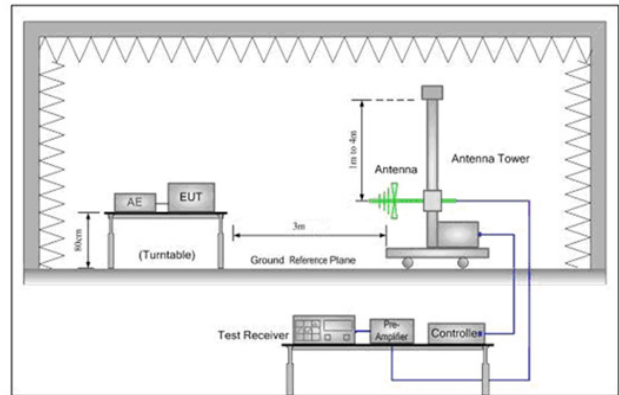 1m to 4m
Antenna
Antenna Tower
AE
EUT
80cm
(Turntable)
3m
Ground Reference Plane
Test Receiver
Pre-
Amplifier
Controller